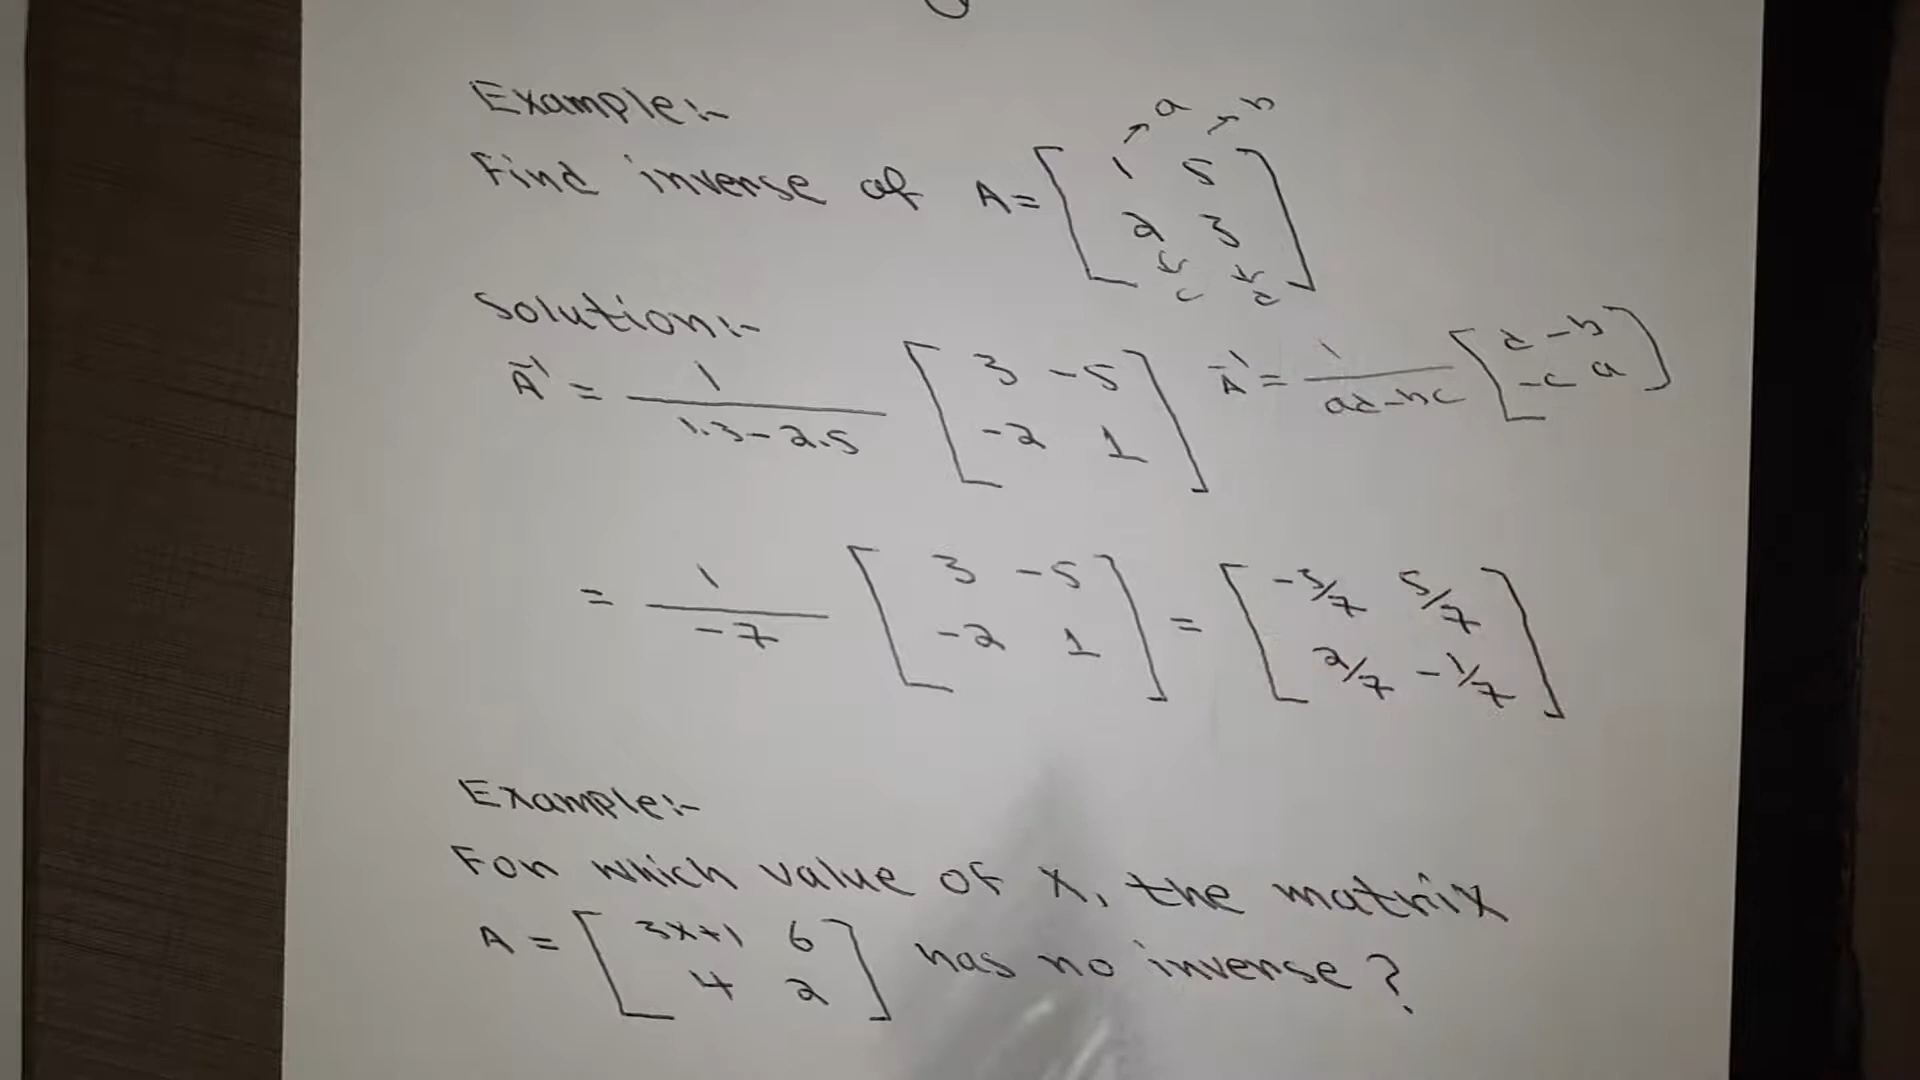 Example:-
a b
Find inverse of A = [ 1 5
2 3 ]
c d
Solution:-
A⁻¹ = 1/(1.3-2.5) [ 3 -5
-2 1 ] A⁻¹ = 1/(ad-bc) [ d -b
-c a ]
= 1/-7 [ 3 -5
-2 1 ] = [ -3/7 5/7
2/7 -1/7 ]
Example:-
For which value of x, the matrix
A = [ 3x+1 6
4 2 ] has no inverse?